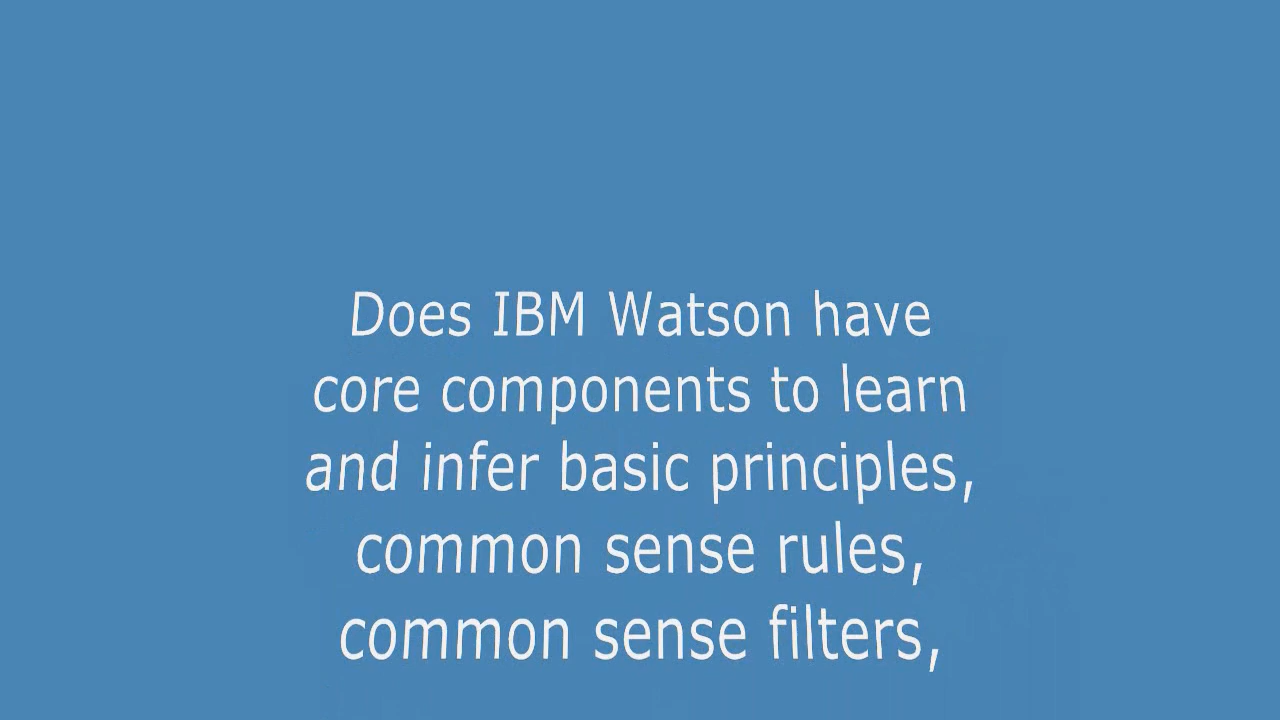 Does IBM Watson have
core components to learn
and infer basic principles,
common sense rules,
common sense filters,